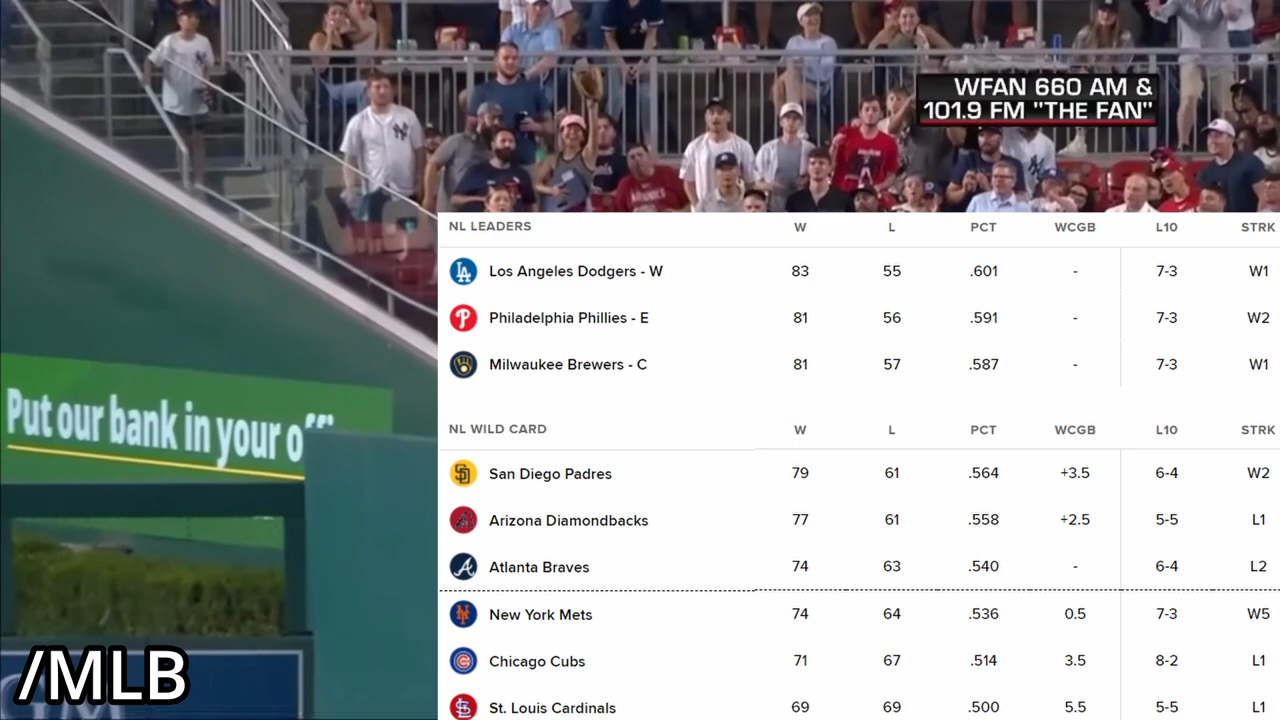 WFAN 660 AM &
101.9 FM "THE FAN"
NL LEADERS W L PCT WCGB L10 STRK
Los Angeles Dodgers - W 83 55 .601 - 7-3 W1
Philadelphia Phillies - E 81 56 .591 - 7-3 W2
Milwaukee Brewers - C 81 57 .587 - 7-3 W1
NL WILD CARD W L PCT WCGB L10 STRK
San Diego Padres 79 61 .564 +3.5 6-4 W2
Arizona Diamondbacks 77 61 .558 +2.5 5-5 L1
Atlanta Braves 74 63 .540 - 6-4 L2
New York Mets 74 64 .536 0.5 7-3 W5
Chicago Cubs 71 67 .514 3.5 8-2 L1
St. Louis Cardinals 69 69 .500 5.5 5-5 L1
Put our bank in your
/MLB